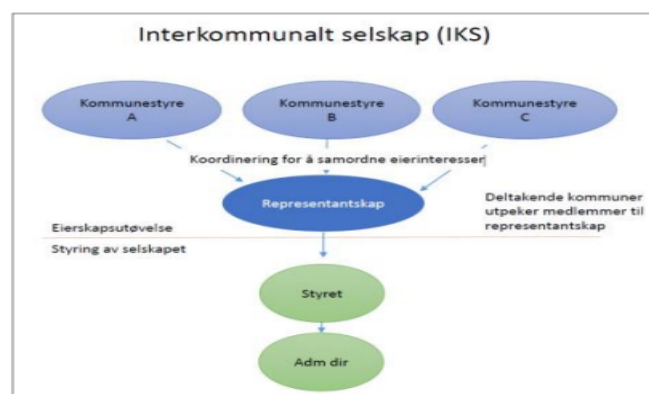 Interkommunalt selskap (IKS)
Kommunestyre
A
Kommunestyre
B
Kommunestyre
C
Koordinering for å samordne eierinteresser
Representantskap
Deltakende kommuner
utpeker medlemmer til
representantskap
Eierskapsutøvelse
Styring av selskapet
Styret
Adm dir